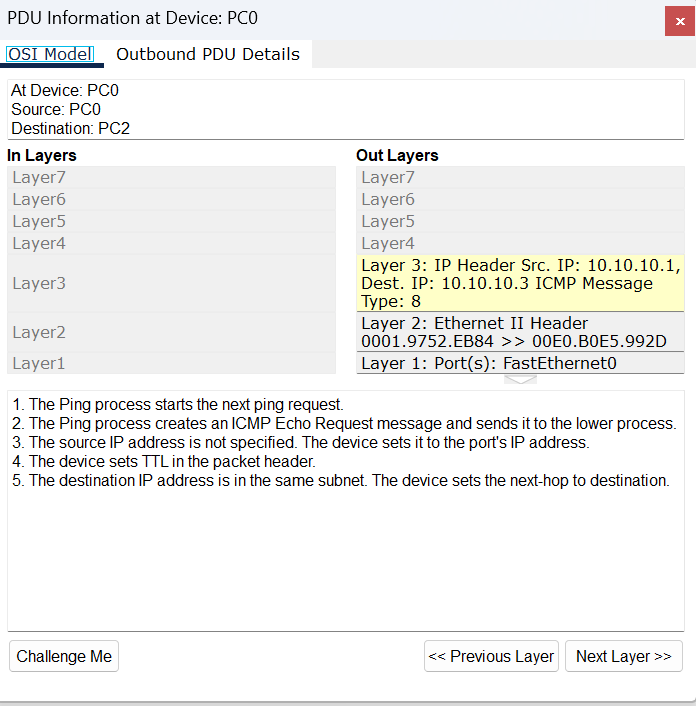 PDU Information at Device: PC0
x
OSI Model
Outbound PDU Details
At Device: PC0
Source: PC0
Destination: PC2
In Layers
Layer7
Layer6
Layer5
Layer4
Layer3
Layer2
Layer1
Out Layers
Layer7
Layer6
Layer5
Layer4
Layer 3: IP Header Src. IP: 10.10.10.1,
Dest. IP: 10.10.10.3 ICMP Message
Type: 8
Layer 2: Ethernet II Header
0001.9752.EB84 >> 00E0.B0E5.992D
Layer 1: Port(s): FastEthernet0
1. The Ping process starts the next ping request.
2. The Ping process creates an ICMP Echo Request message and sends it to the lower process.
3. The source IP address is not specified. The device sets it to the port's IP address.
4. The device sets TTL in the packet header.
5. The destination IP address is in the same subnet. The device sets the next-hop to destination.
Challenge Me
<< Previous Layer
Next Layer >>